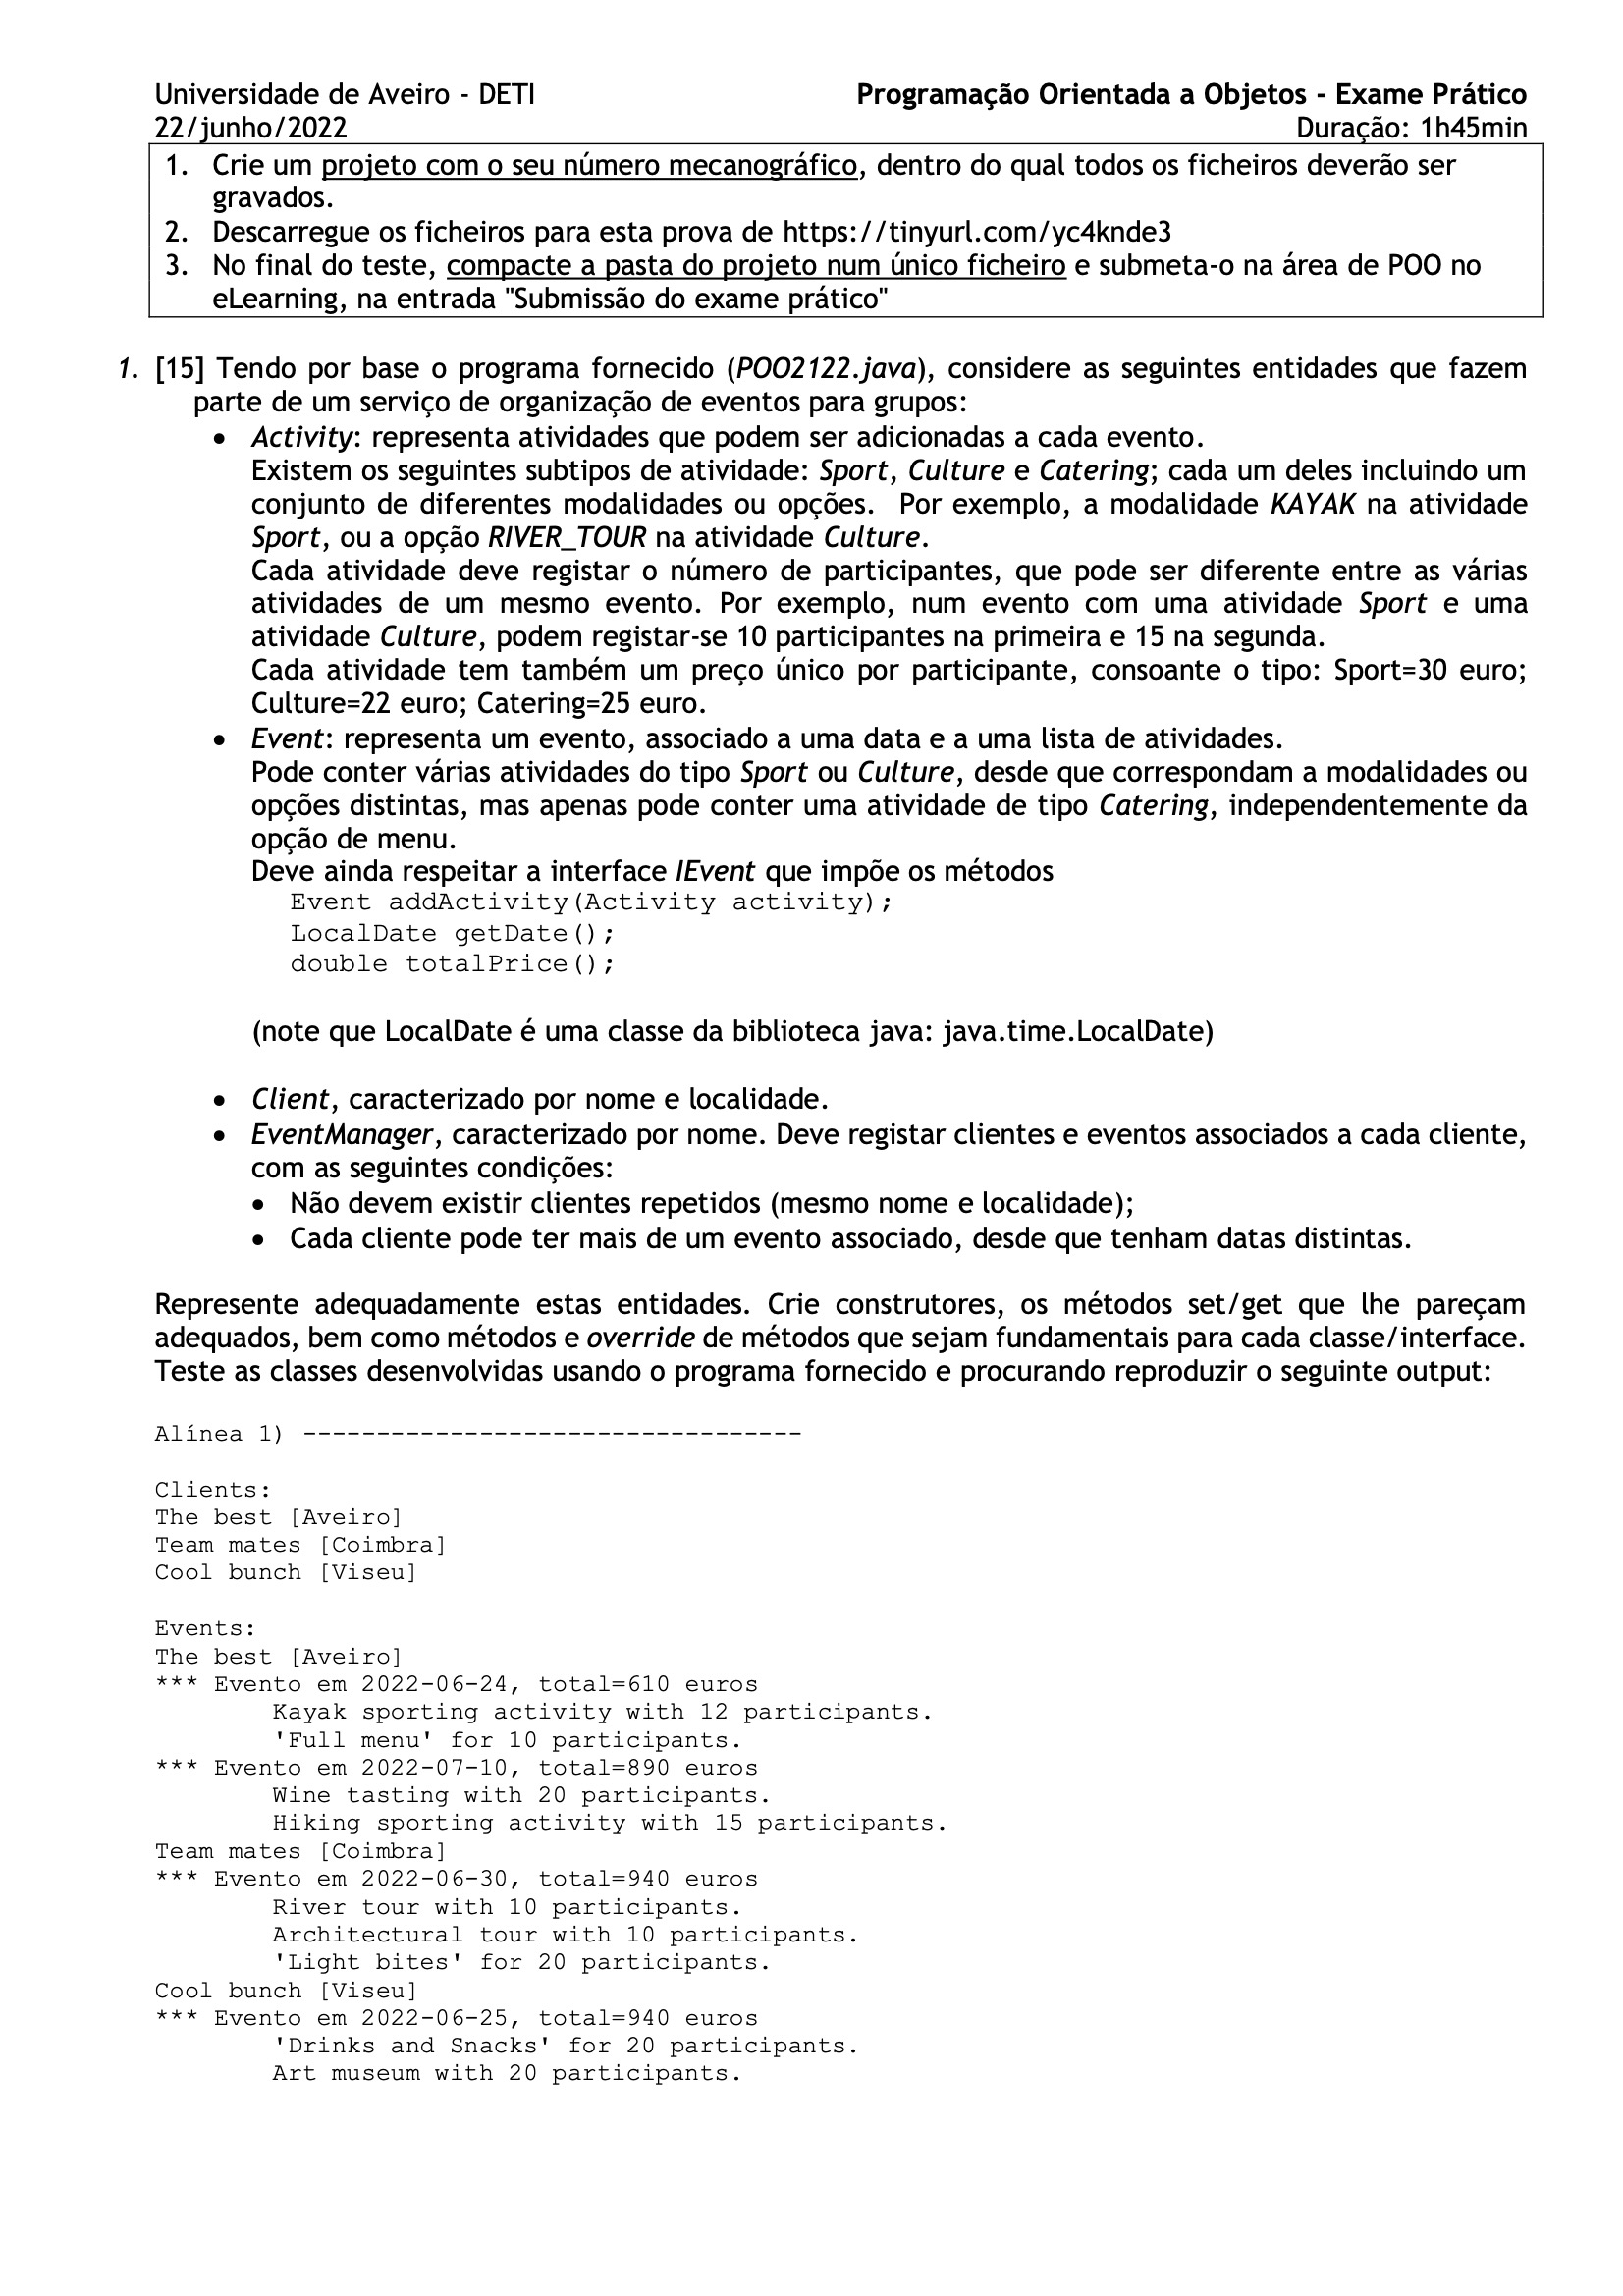 Universidade de Aveiro - DETI Programação Orientada a Objetos - Exame Prático
22/junho/2022 Duração: 1h45min
1. Crie um projeto com o seu número mecanográfico, dentro do qual todos os ficheiros deverão ser
gravados.
2. Descarregue os ficheiros para esta prova de https://tinyurl.com/yc4knde3
3. No final do teste, compacte a pasta do projeto num único ficheiro e submeta-o na área de POO no
eLearning, na entrada "Submissão do exame prático"
1. [15] Tendo por base o programa fornecido (POO2122.java), considere as seguintes entidades que fazem
parte de um serviço de organização de eventos para grupos:
• Activity: representa atividades que podem ser adicionadas a cada evento.
Existem os seguintes subtipos de atividade: Sport, Culture e Catering; cada um deles incluindo um
conjunto de diferentes modalidades ou opções. Por exemplo, a modalidade KAYAK na atividade
Sport, ou a opção RIVER_TOUR na atividade Culture.
Cada atividade deve registar o número de participantes, que pode ser diferente entre as várias
atividades de um mesmo evento. Por exemplo, num evento com uma atividade Sport e uma
atividade Culture, podem registar-se 10 participantes na primeira e 15 na segunda.
Cada atividade tem também um preço único por participante, consoante o tipo: Sport=30 euro;
Culture=22 euro; Catering=25 euro.
• Event: representa um evento, associado a uma data e a uma lista de atividades.
Pode conter várias atividades do tipo Sport ou Culture, desde que correspondam a modalidades ou
opções distintas, mas apenas pode conter uma atividade de tipo Catering, independentemente da
opção de menu.
Deve ainda respeitar a interface IEvent que impõe os métodos
Event addActivity(Activity activity);
LocalDate getDate();
double totalPrice();
(note que LocalDate é uma classe da biblioteca java: java.time.LocalDate)
• Client, caracterizado por nome e localidade.
• EventManager, caracterizado por nome. Deve registar clientes e eventos associados a cada cliente,
com as seguintes condições:
• Não devem existir clientes repetidos (mesmo nome e localidade);
• Cada cliente pode ter mais de um evento associado, desde que tenham datas distintas.
Represente adequadamente estas entidades. Crie construtores, os métodos set/get que lhe pareçam
adequados, bem como métodos e override de métodos que sejam fundamentais para cada classe/interface.
Teste as classes desenvolvidas usando o programa fornecido e procurando reproduzir o seguinte output:
Alínea 1) ----------------------------------
Clients:
The best [Aveiro]
Team mates [Coimbra]
Cool bunch [Viseu]
Events:
The best [Aveiro]
*** Evento em 2022-06-24, total=610 euros
Kayak sporting activity with 12 participants.
'Full menu' for 10 participants.
*** Evento em 2022-07-10, total=890 euros
Wine tasting with 20 participants.
Hiking sporting activity with 15 participants.
Team mates [Coimbra]
*** Evento em 2022-06-30, total=940 euros
River tour with 10 participants.
Architectural tour with 10 participants.
'Light bites' for 20 participants.
Cool bunch [Viseu]
*** Evento em 2022-06-25, total=940 euros
'Drinks and Snacks' for 20 participants.
Art museum with 20 participants.